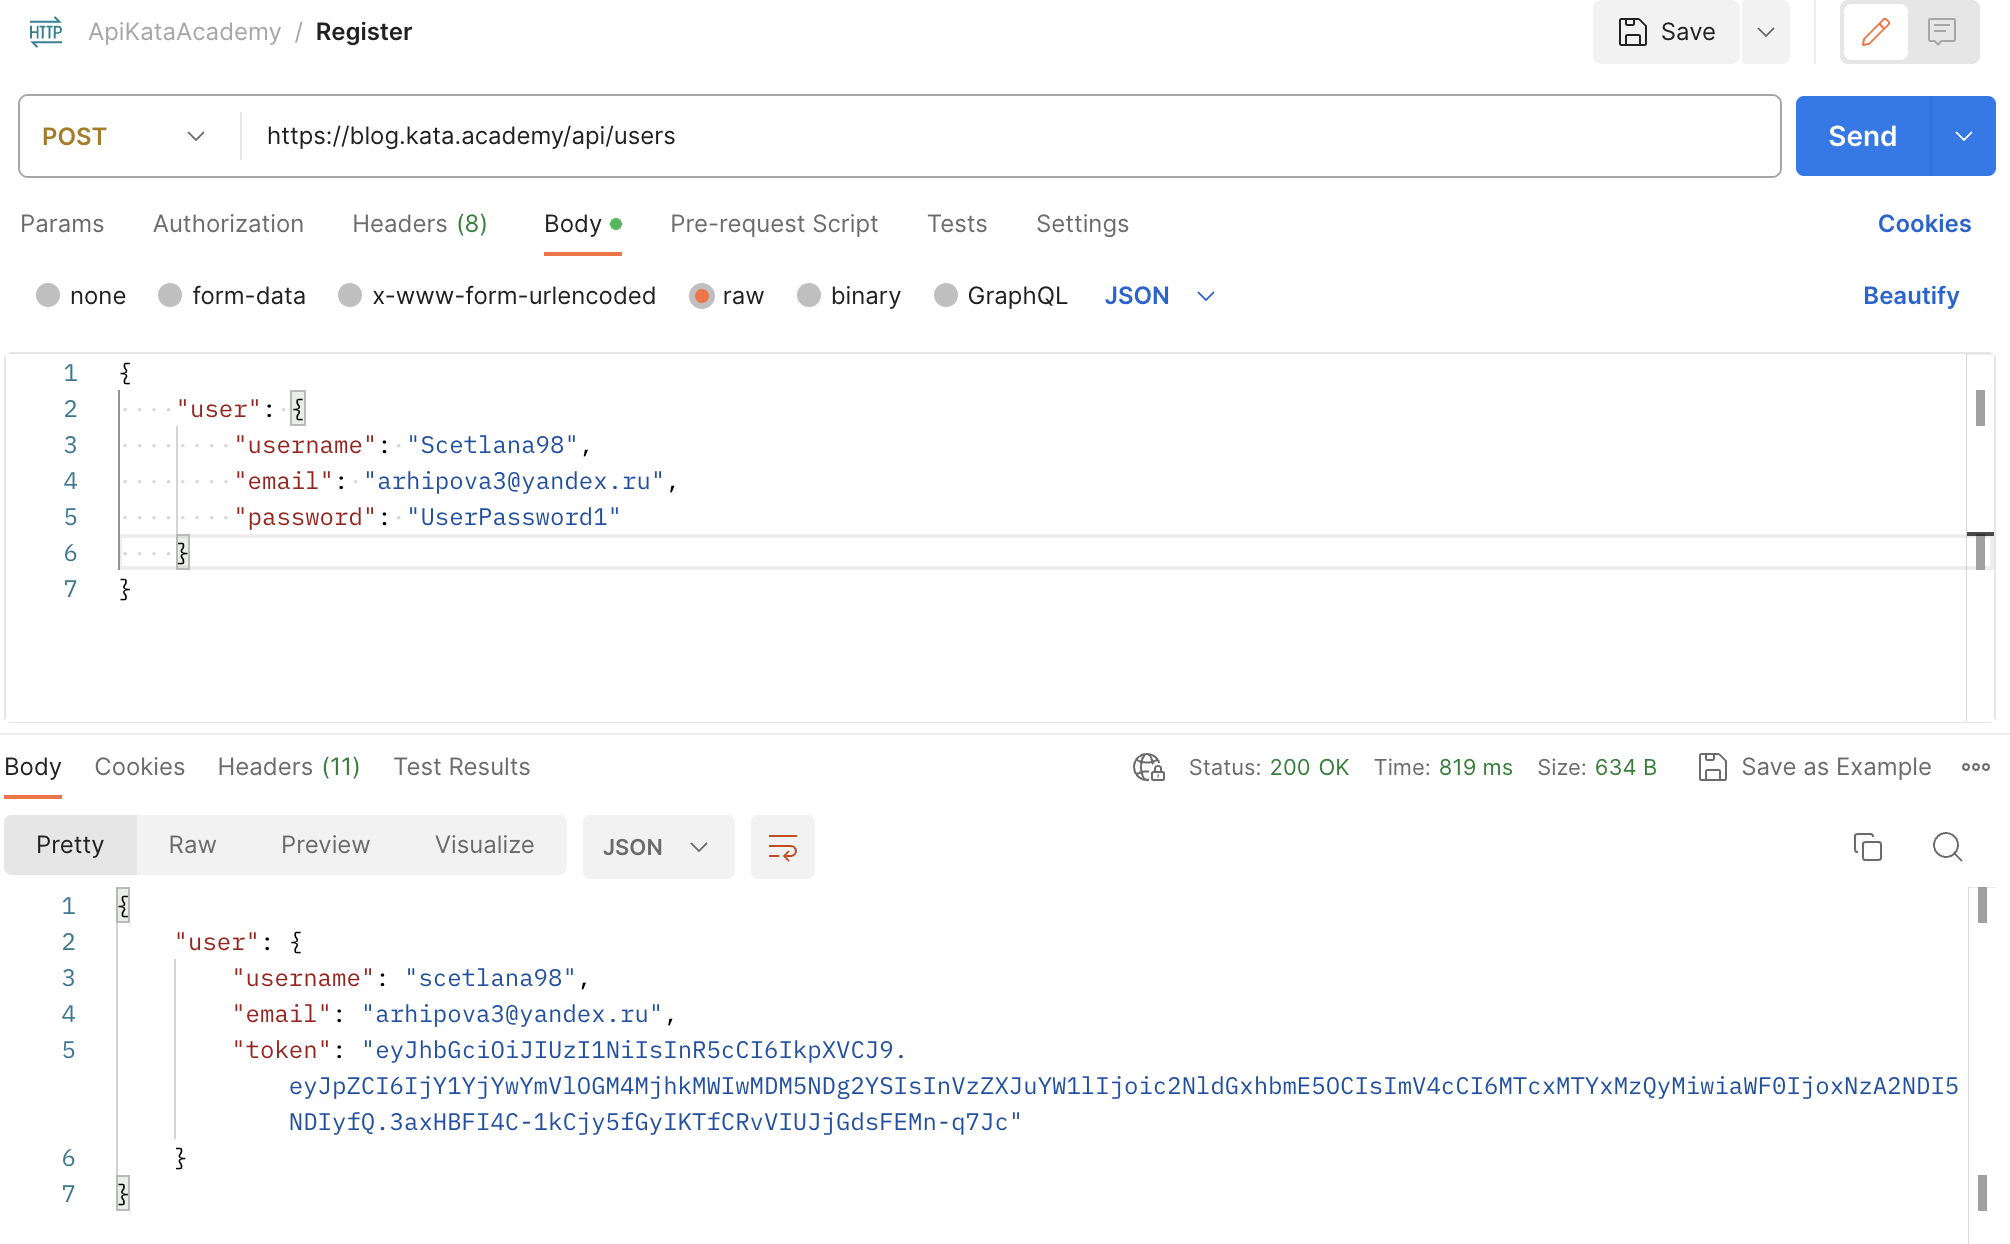 HTTP ApiKataAcademy / Register Save
POST https://blog.kata.academy/api/users Send
Params Authorization Headers (8) Body Pre-request Script Tests Settings Cookies
none form-data x-www-form-urlencoded raw binary GraphQL JSON Beautify
1 {
2 "user": {
3 "username": "Scetlana98",
4 "email": "arhipova3@yandex.ru",
5 "password": "UserPassword1"
6 }
7 }
Body Cookies Headers (11) Test Results Status: 200 OK Time: 819 ms Size: 634 B Save as Example
Pretty Raw Preview Visualize JSON
1 {
2 "user": {
3 "username": "scetlana98",
4 "email": "arhipova3@yandex.ru",
5 "token": "eyJhbGciOiJIUzI1NiIsInR5cCI6IkpXVCJ9.
eyJpZCI6IjY1YjYwYmVlOGM4MjhkMWIwMDM5NDg2YSIsInVzZXJuYW1lIjoic2NldGxhbmE5OCIsImV4cCI6MTcxMTYxMzQyMiwiaWF0IjoxNzA2NDI5
NDIyfQ.3axHBFI4C-1kCjy5fGyIKTfCRvVIUJjGdsFEMn-q7Jc"
6 }
7 }